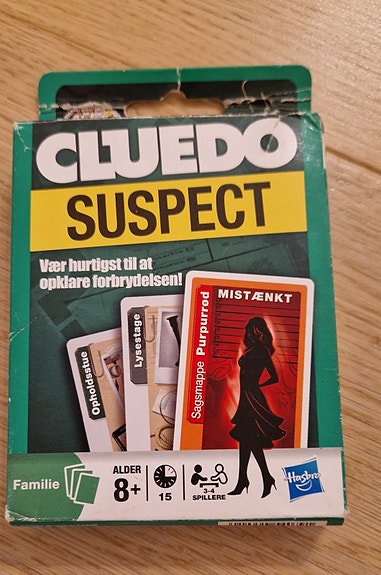 CLUEDO
SUSPECT
Vær hurtigst til at
opklare forbrydelsen!
Opholdsstue
Lysestage
Sagsmappe Purpurrød
MISTÆNKT
Familie
ALDER
8+
15
3-4
SPILLERE
Hasbro